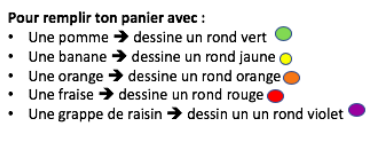 Pour remplir ton panier avec :
• Une pomme ➔ dessine un rond vert
• Une banane ➔ dessine un rond jaune
• Une orange ➔ dessine un rond orange
• Une fraise ➔ dessine un rond rouge
• Une grappe de raisin ➔ dessin un un rond violet